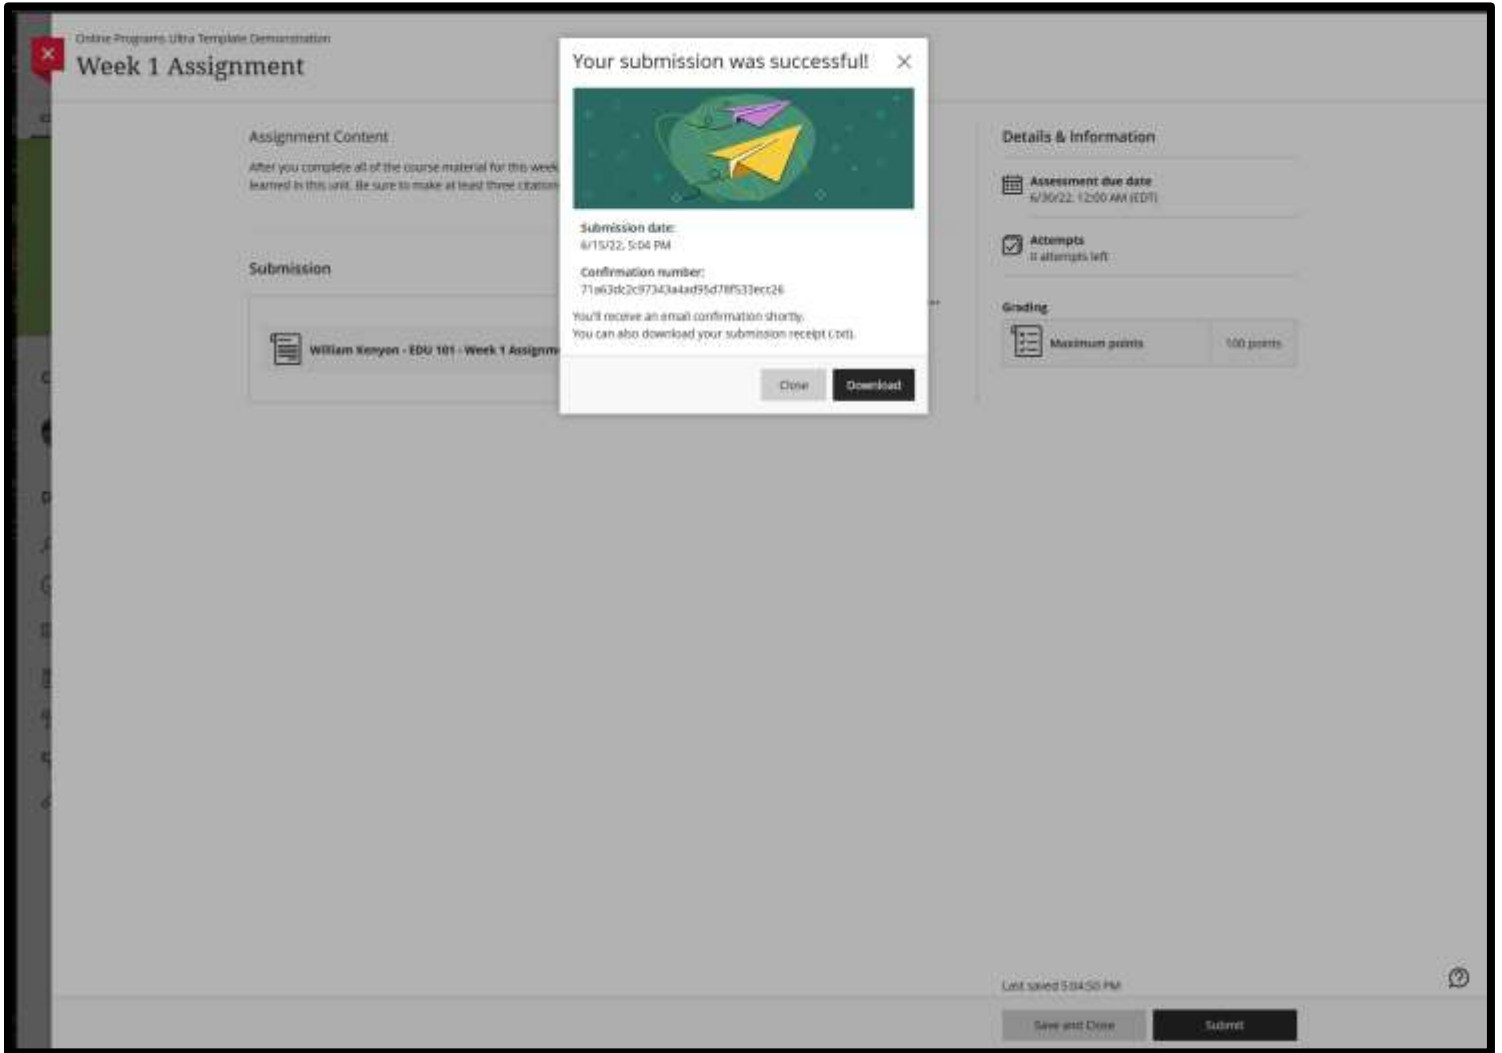 Online Programs Ultra Template Demonstration
Week 1 Assignment
Your submission was successful!
Assignment Content
After you complete all of the course material for this week
learned in this unit. Be sure to make at least three citation
Submission date:
6/15/22, 5:04 PM
Confirmation number:
You'll receive an email confirmation shortly.
You can also download your submission receipt (.txt).
Close
Download
Submission
William Kenyon - EDU 101 - Week 1 Assignm
Details & Information
Assessment due date
6/30/22, 12:00 AM (EDT)
Attempts
0 attempts left
Grading
Maximum points
100 points
Last saved 5:04:50 PM
Save and Close
Submit